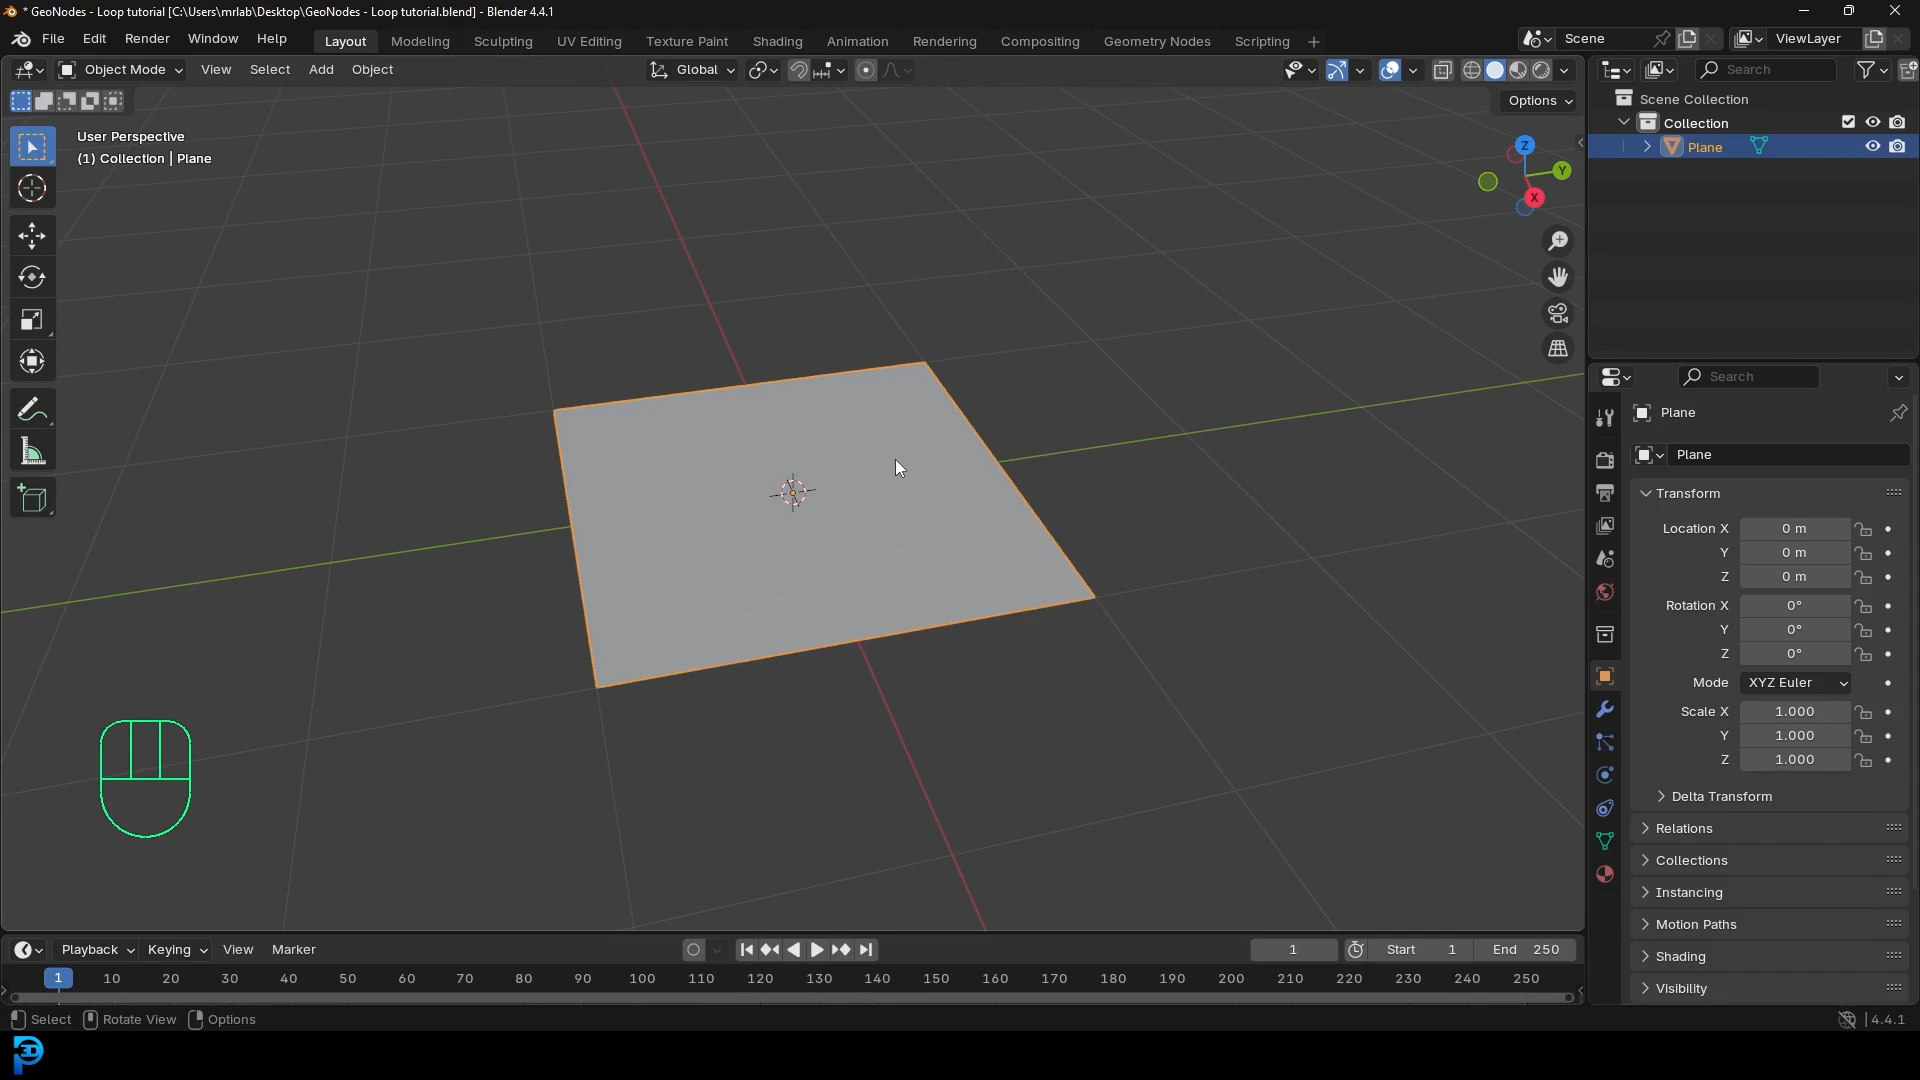 * GeoNodes - Loop tutorial [C:\Users\mrlab\Desktop\GeoNodes - Loop tutorial.blend] - Blender 4.4.1
File Edit Render Window Help Layout Modeling Sculpting UV Editing Texture Paint Shading Animation Rendering Compositing Geometry Nodes Scripting + Scene ViewLayer
Object Mode View Select Add Object Global Search
Options
Scene Collection
Collection
Plane
User Perspective
(1) Collection | Plane
Z
Y
X
Search
Plane
Plane
Transform
Location X 0 m
Y 0 m
Z 0 m
Rotation X 0°
Y 0°
Z 0°
Mode XYZ Euler
Scale X 1.000
Y 1.000
Z 1.000
Delta Transform
Relations
Collections
Instancing
Motion Paths
Shading
Visibility
Playback Keying View Marker 1 Start 1 End 250
1 10 20 30 40 50 60 70 80 90 100 110 120 130 140 150 160 170 180 190 200 210 220 230 240 250
Select Rotate View Options 4.4.1
3D